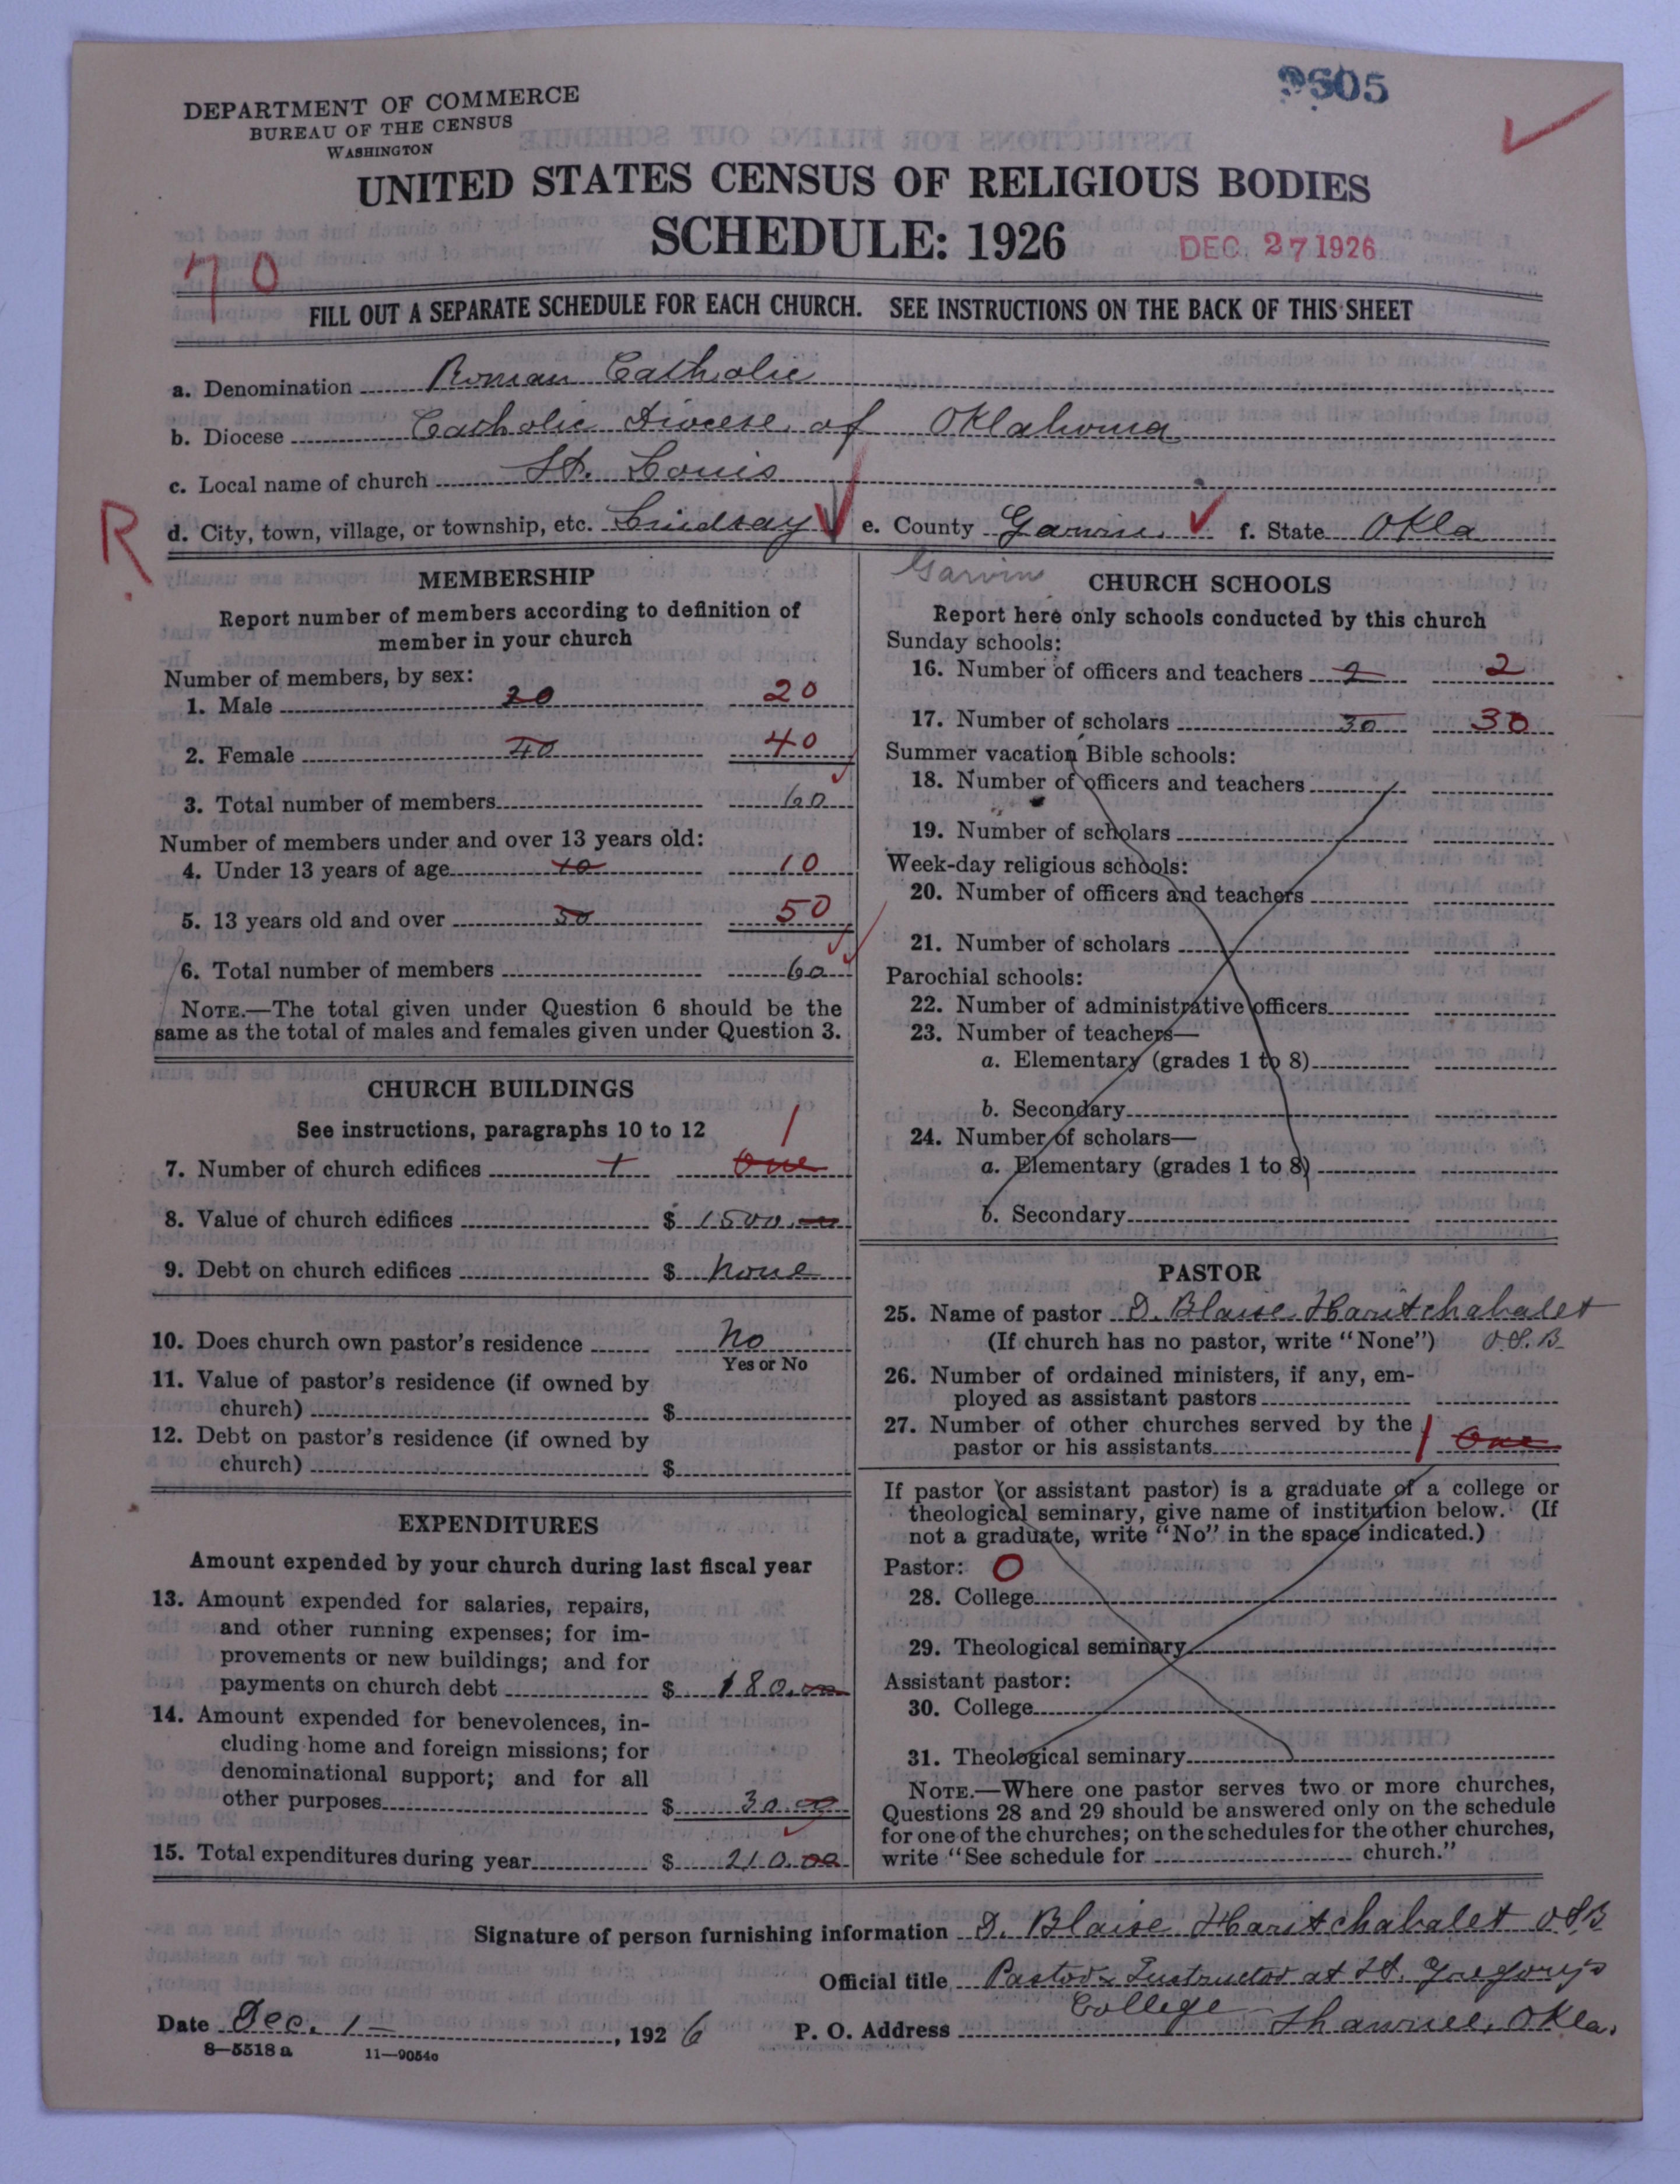 9605
DEPARTMENT OF COMMERCE
BUREAU OF THE CENSUS
WASHINGTON
UNITED STATES CENSUS OF RELIGIOUS BODIES
SCHEDULE: 1926
DEC 27 1926
70
FILL OUT A SEPARATE SCHEDULE FOR EACH CHURCH. SEE INSTRUCTIONS ON THE BACK OF THIS SHEET
a. Denomination Roman Catholic
b. Diocese Catholic Diocese of Oklahoma
c. Local name of church St. Louis
R
d. City, town, village, or township, etc. Lindsay e. County Garvin f. State Okla
Garvin
MEMBERSHIP
Report number of members according to definition of
member in your church
Number of members, by sex:
1. Male 20 20
2. Female 40 40
3. Total number of members 60
Number of members under and over 13 years old:
4. Under 13 years of age 10 10
5. 13 years old and over 50 50
6. Total number of members 60
NOTE.—The total given under Question 6 should be the
same as the total of males and females given under Question 3.
CHURCH BUILDINGS
See instructions, paragraphs 10 to 12
7. Number of church edifices 1 One 1
8. Value of church edifices $ 1500.00
9. Debt on church edifices $ none
10. Does church own pastor's residence No
Yes or No
11. Value of pastor's residence (if owned by
church) $
12. Debt on pastor's residence (if owned by
church) $
EXPENDITURES
Amount expended by your church during last fiscal year
13. Amount expended for salaries, repairs,
and other running expenses; for im-
provements or new buildings; and for
payments on church debt $ 180.00
14. Amount expended for benevolences, in-
cluding home and foreign missions; for
denominational support; and for all
other purposes $ 30.00
15. Total expenditures during year $ 210.00
CHURCH SCHOOLS
Report here only schools conducted by this church
Sunday schools:
16. Number of officers and teachers 2 2
17. Number of scholars 30 30
Summer vacation Bible schools:
18. Number of officers and teachers
19. Number of scholars
Week-day religious schools:
20. Number of officers and teachers
21. Number of scholars
Parochial schools:
22. Number of administrative officers
23. Number of teachers—
a. Elementary (grades 1 to 8)
b. Secondary
24. Number of scholars—
a. Elementary (grades 1 to 8)
b. Secondary
PASTOR
25. Name of pastor D. Blaise Haritchabalet
(If church has no pastor, write "None") O.S.B.
26. Number of ordained ministers, if any, em-
ployed as assistant pastors
27. Number of other churches served by the
pastor or his assistants 1 One
If pastor (or assistant pastor) is a graduate of a college or
theological seminary, give name of institution below. (If
not a graduate, write "No" in the space indicated.)
Pastor: 0
28. College
29. Theological seminary
Assistant pastor:
30. College
31. Theological seminary
NOTE.—Where one pastor serves two or more churches,
Questions 28 and 29 should be answered only on the schedule
for one of the churches; on the schedules for the other churches,
write "See schedule for church."
Signature of person furnishing information D. Blaise Haritchabalet OSB
Official title Pastor & Instructor at St. Gregory's
College
Date Dec. 1 , 1926 P. O. Address Shawnee, Okla.
8—5518 a 11—9054c